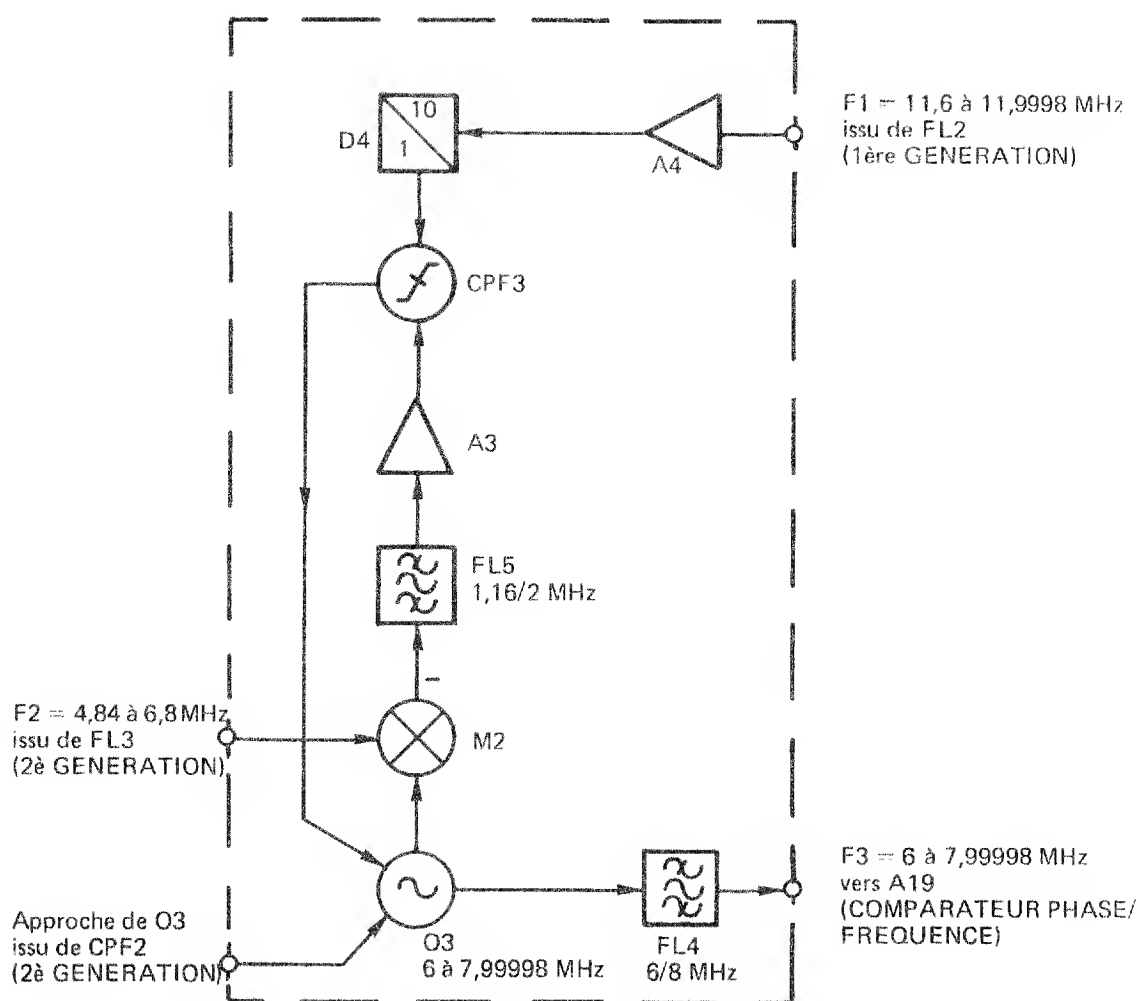 10
1
D4
A4
F1 = 11,6 à 11,9998 MHz
issu de FL2
(1ère GENERATION)
CPF3
A3
FL5
1,16/2 MHz
–
F2 = 4,84 à 6,8 MHz
issu de FL3
(2è GENERATION)
M2
F3 = 6 à 7,99998 MHz
vers A19
(COMPARATEUR PHASE/
FREQUENCE)
Approche de O3
issu de CPF2
(2è GENERATION)
O3
6 à 7,99998 MHz
FL4
6/8 MHz